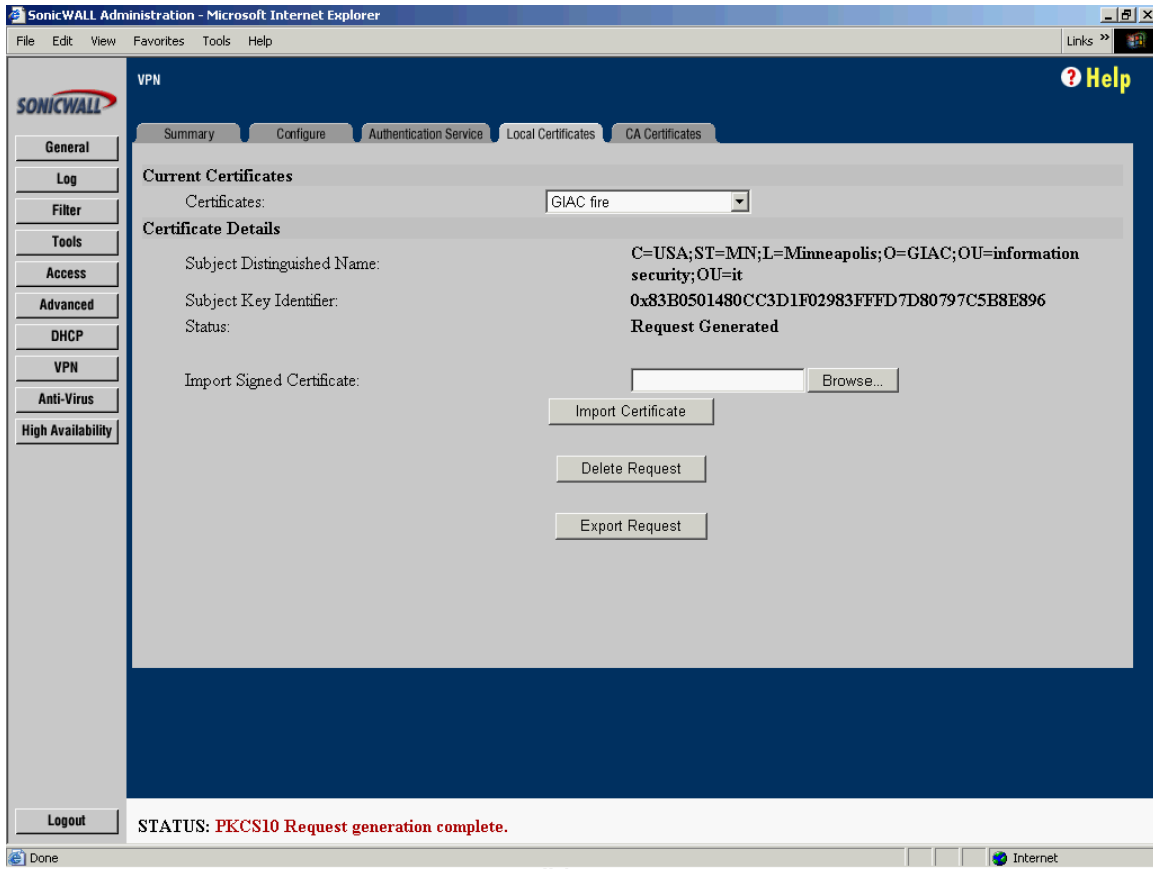 SonicWALL Administration - Microsoft Internet Explorer
File Edit View Favorites Tools Help Links »
SONICWALL
VPN
? Help
Summary Configure Authentication Service Local Certificates CA Certificates
General
Log
Filter
Tools
Access
Advanced
DHCP
VPN
Anti-Virus
High Availability
Current Certificates
Certificates: GIAC fire
Certificate Details
Subject Distinguished Name: C=USA;ST=MN;L=Minneapolis;O=GIAC;OU=information
security;OU=it
Subject Key Identifier: 0x83B0501480CC3D1F02983FFFD7D80797C5B8E896
Status: Request Generated
Import Signed Certificate: Browse...
Import Certificate
Delete Request
Export Request
Logout
STATUS: PKCS10 Request generation complete.
Done Internet